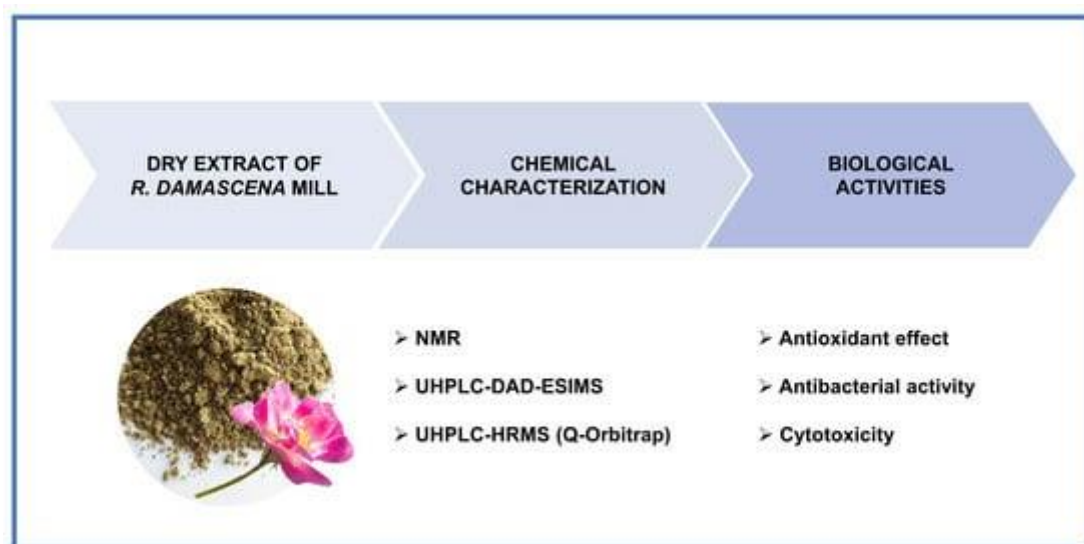 DRY EXTRACT OF
R. DAMASCENA MILL
CHEMICAL
CHARACTERIZATION
BIOLOGICAL
ACTIVITIES
➢ NMR
➢ UHPLC-DAD-ESIMS
➢ UHPLC-HRMS (Q-Orbitrap)
➢ Antioxidant effect
➢ Antibacterial activity
➢ Cytotoxicity